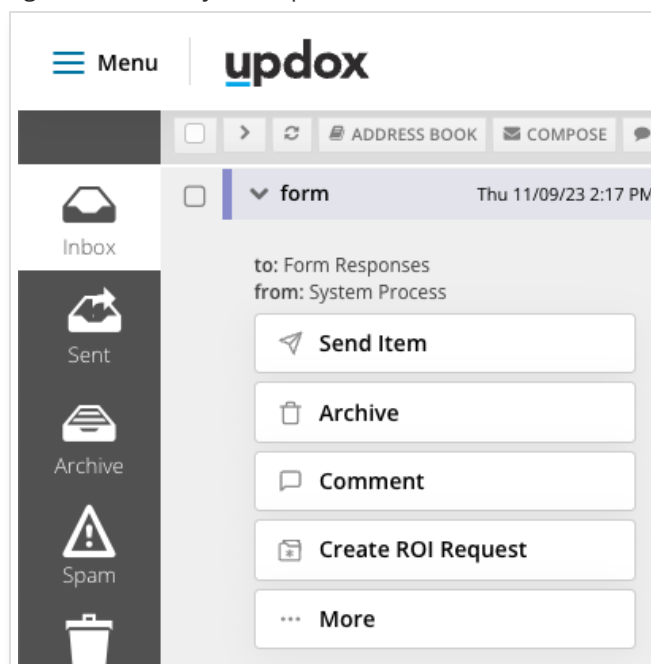 Menu
updox
ADDRESS BOOK
COMPOSE
form
Thu 11/09/23 2:17 PM
Inbox
to: Form Responses
from: System Process
Send Item
Sent
Archive
Comment
Archive
Create ROI Request
Spam
More